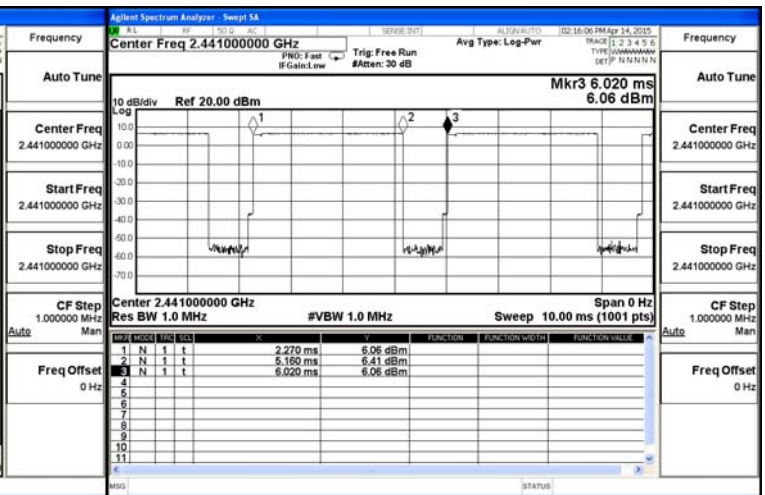 Agilent Spectrum Analyzer - Swept SA
RL RF 50 Ω AC SENSE:INT ALIGNAUTO 02:16:06 PM Apr 14, 2015
Center Freq 2.441000000 GHz
PNO: Fast
IFGain:Low
Trig: Free Run
#Atten: 30 dB
Avg Type: Log-Pwr
TRACE 1 2 3 4 5 6
TYPE
DET P N N N N N
Mkr3 6.020 ms
6.06 dBm
10 dB/div Ref 20.00 dBm
Log
10.0
0.00
-10.0
-20.0
-30.0
-40.0
-50.0
-60.0
-70.0
1
2
3
Center 2.441000000 GHz Span 0 Hz
Res BW 1.0 MHz #VBW 1.0 MHz Sweep 10.00 ms (1001 pts)
MKR MODE TRC SCL X Y FUNCTION FUNCTION WIDTH FUNCTION VALUE
1 N 1 t 2.270 ms 6.06 dBm
2 N 1 t 5.160 ms 6.41 dBm
3 N 1 t 6.020 ms 6.06 dBm
4
5
6
7
8
9
10
11
MSG STATUS
Frequency
Auto Tune
Center Freq
2.441000000 GHz
Start Freq
2.441000000 GHz
Stop Freq
2.441000000 GHz
CF Step
1.000000 MHz
Auto Man
Freq Offset
0 Hz
Frequency
Auto Tune
Center Freq
2.441000000 GHz
Start Freq
2.441000000 GHz
Stop Freq
2.441000000 GHz
CF Step
1.000000 MHz
Auto Man
Freq Offset
0 Hz